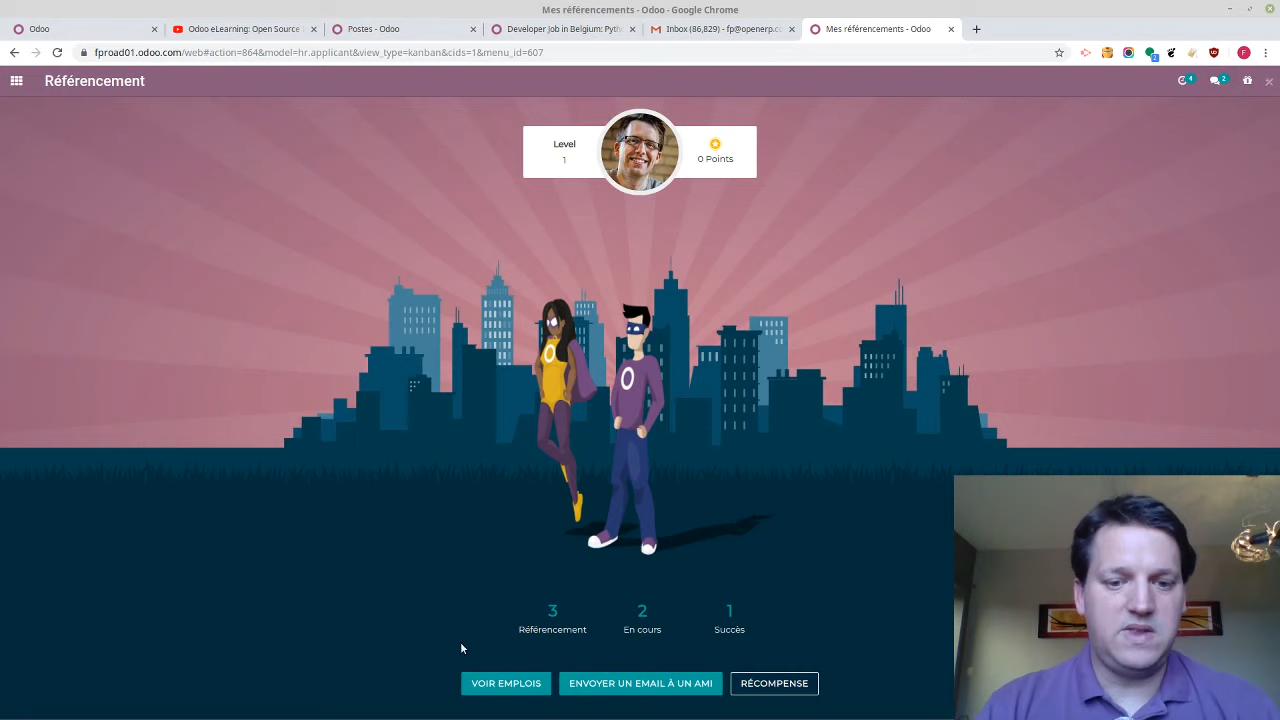 Mes référencements - Odoo - Google Chrome
Odoo
Odoo eLearning: Open Source
Postes - Odoo
Developer Job in Belgium: Pyth
Inbox (86,829) - fp@openerp.c
Mes référencements - Odoo
fproad01.odoo.com/web#action=864&model=hr.applicant&view_type=kanban&cids=1&menu_id=607
2
F
Référencement
4
2
Level
1
0 Points
3
2
1
Référencement
En cours
Succès
VOIR EMPLOIS
ENVOYER UN EMAIL À UN AMI
RÉCOMPENSE